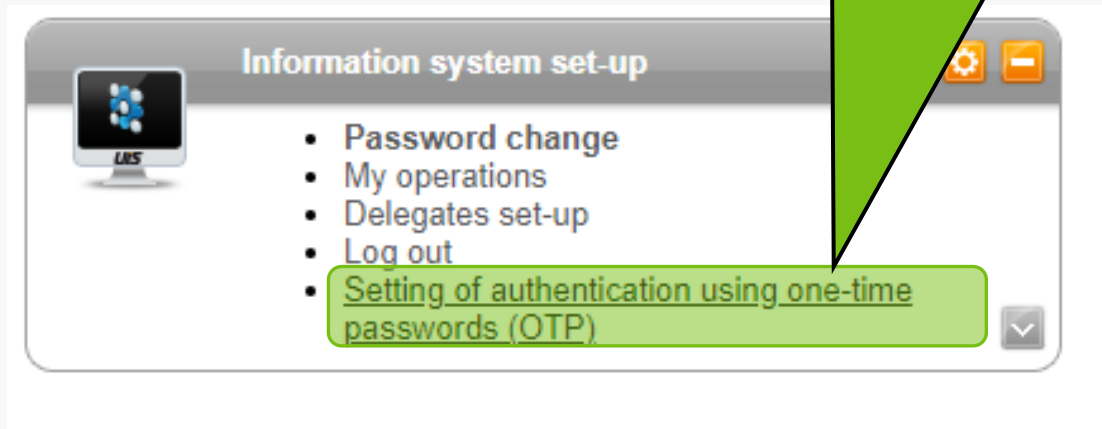 Information system set-up
UIS
Password change
My operations
Delegates set-up
Log out
Setting of authentication using one-time
passwords (OTP)